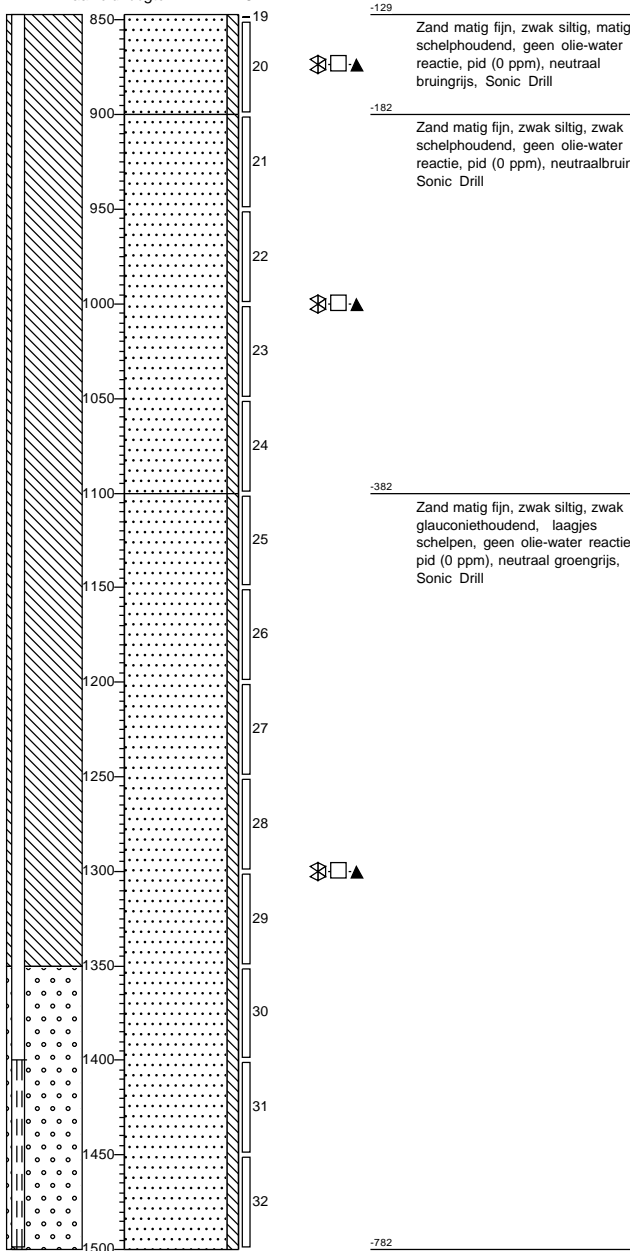 850
19
-129
20
Zand matig fijn, zwak siltig, matig
schelphoudend, geen olie-water
reactie, pid (0 ppm), neutraal
bruingrijs, Sonic Drill
900
-182
21
Zand matig fijn, zwak siltig, zwak
schelphoudend, geen olie-water
reactie, pid (0 ppm), neutraalbruin
Sonic Drill
950
22
1000
23
1050
24
1100
-382
25
Zand matig fijn, zwak siltig, zwak
glauconiethoudend, laagjes
schelpen, geen olie-water reactie
pid (0 ppm), neutraal groengrijs,
Sonic Drill
1150
26
1200
27
1250
28
1300
29
1350
30
1400
31
1450
32
1500
-782